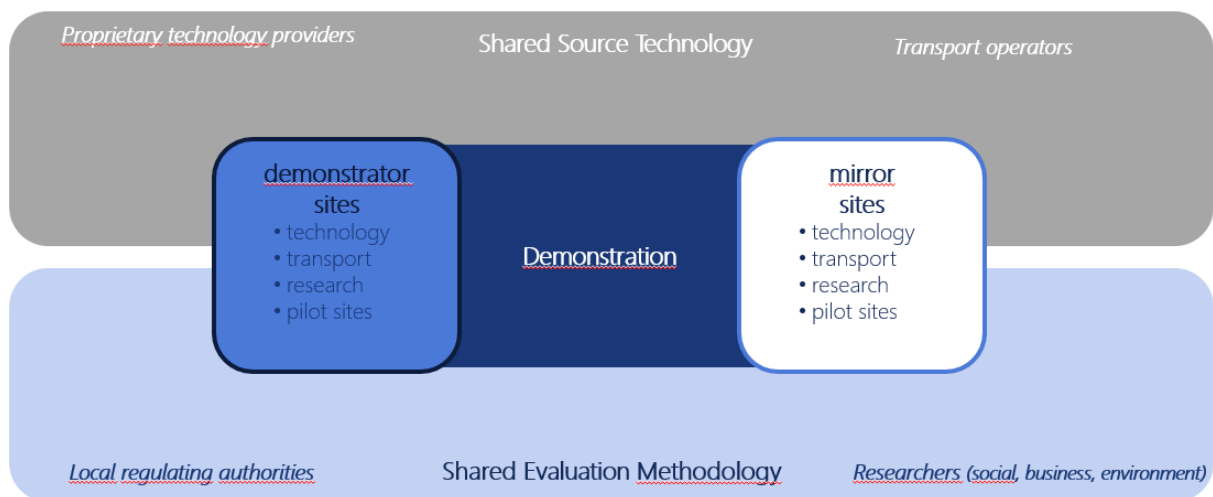 Proprietary technology providers
Shared Source Technology
Transport operators
demonstrator
sites
• technology
• transport
• research
• pilot sites
Demonstration
mirror
sites
• technology
• transport
• research
• pilot sites
Local regulating authorities
Shared Evaluation Methodology
Researchers (social, business, environment)